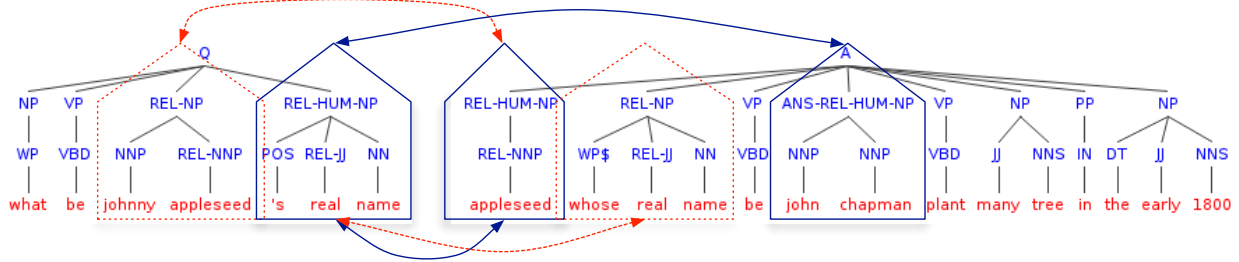 Q A
NP VP REL-NP REL-HUM-NP REL-HUM-NP REL-NP VP ANS-REL-HUM-NP VP NP PP NP
WP VBD NNP REL-NNP POS REL-JJ NN REL-NNP WP$ REL-JJ NN VBD NNP NNP VBD JJ NNS IN DT JJ NNS
what be johnny appleseed 's real name appleseed whose real name be john chapman plant many tree in the early 1800